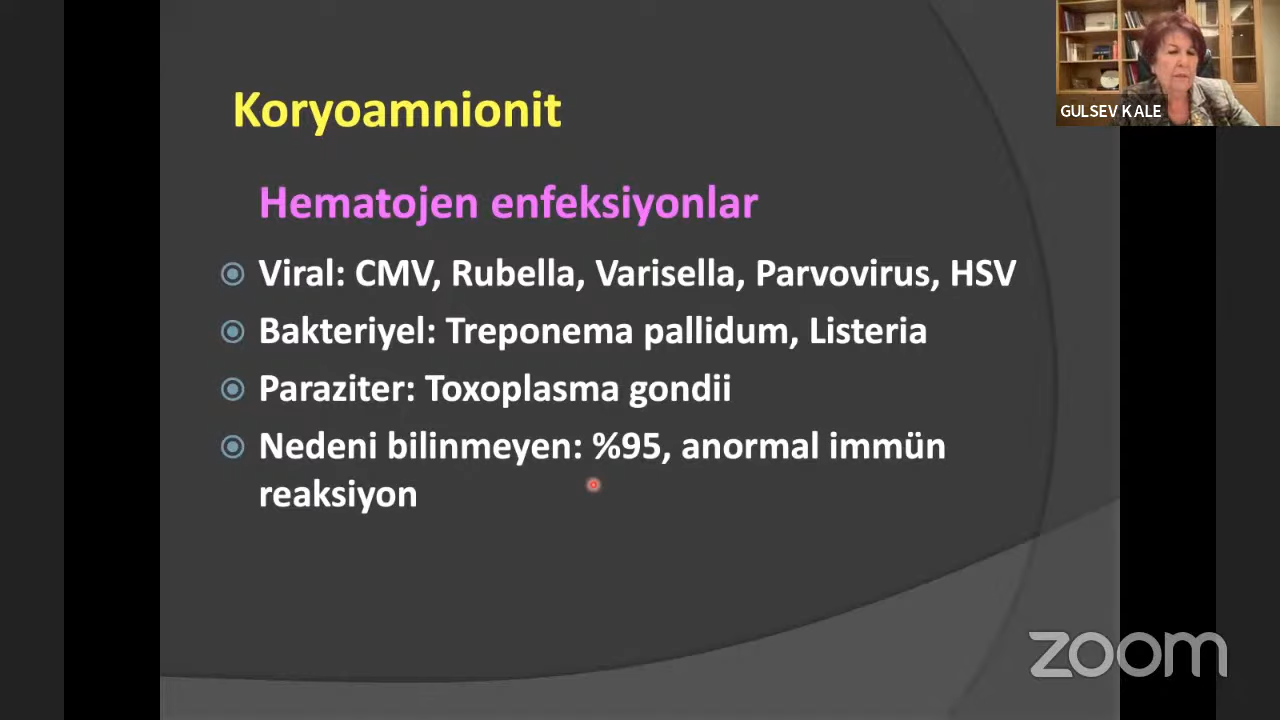 Koryoamnionit
GULSEV KALE
Hematojen enfeksiyonlar
Viral: CMV, Rubella, Varisella, Parvovirus, HSV
Bakteriyel: Treponema pallidum, Listeria
Paraziter: Toxoplasma gondii
Nedeni bilinmeyen: %95, anormal immün
reaksiyon
zoom